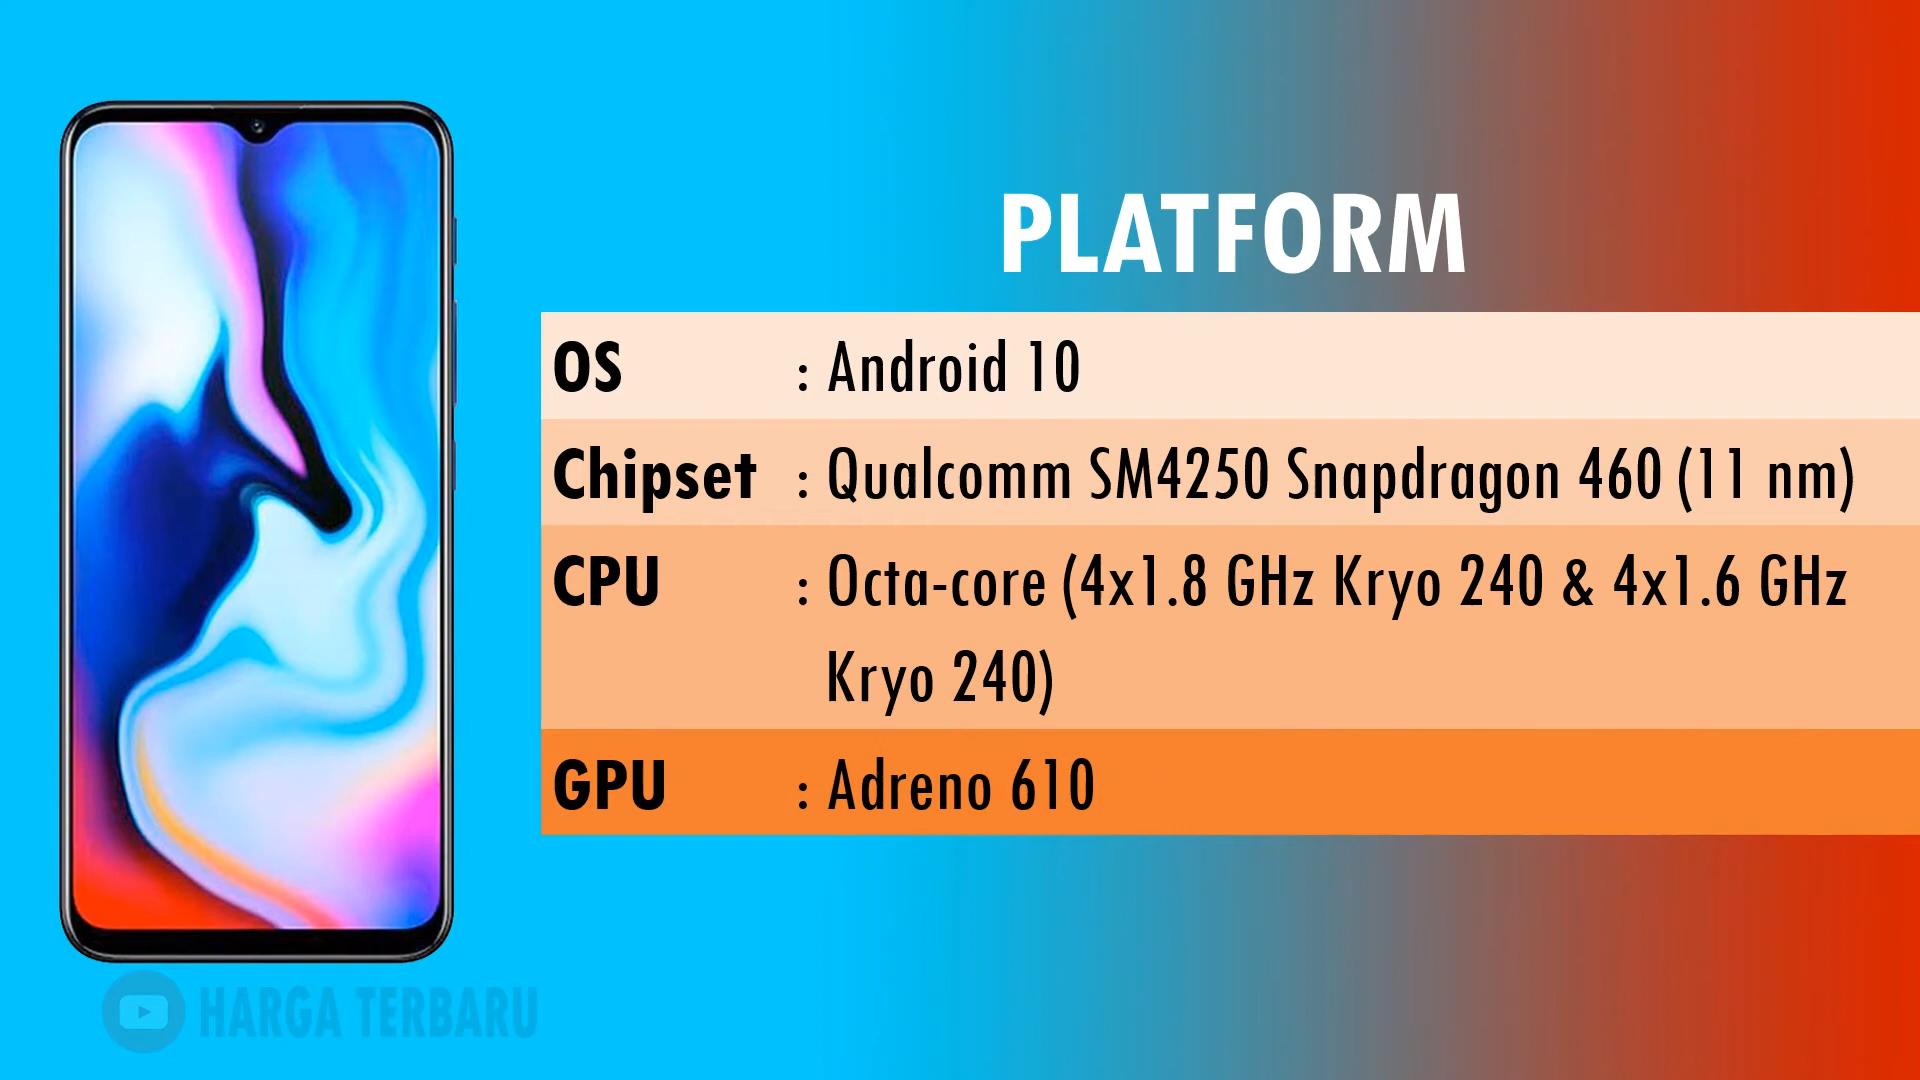 PLATFORM
OS : Android 10
Chipset : Qualcomm SM4250 Snapdragon 460 (11 nm)
CPU : Octa-core (4x1.8 GHz Kryo 240 & 4x1.6 GHz
Kryo 240)
GPU : Adreno 610
HARGA TERBARU